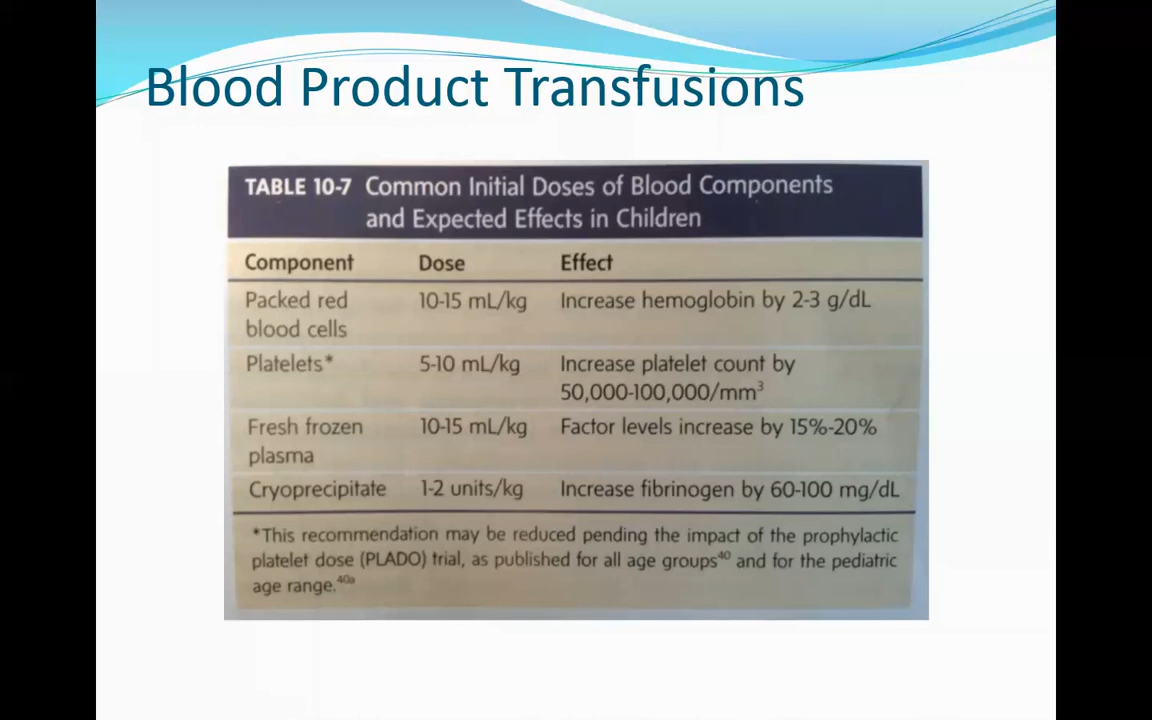 Blood Product Transfusions
TABLE 10-7 Common Initial Doses of Blood Components
and Expected Effects in Children
Component Dose Effect
Packed red 10-15 mL/kg Increase hemoglobin by 2-3 g/dL
blood cells
Platelets* 5-10 mL/kg Increase platelet count by
50,000-100,000/mm³
Fresh frozen 10-15 mL/kg Factor levels increase by 15%-20%
plasma
Cryoprecipitate 1-2 units/kg Increase fibrinogen by 60-100 mg/dL
*This recommendation may be reduced pending the impact of the prophylactic
platelet dose (PLADO) trial, as published for all age groups⁴⁰ and for the pediatric
age range.⁴⁰ᵃ